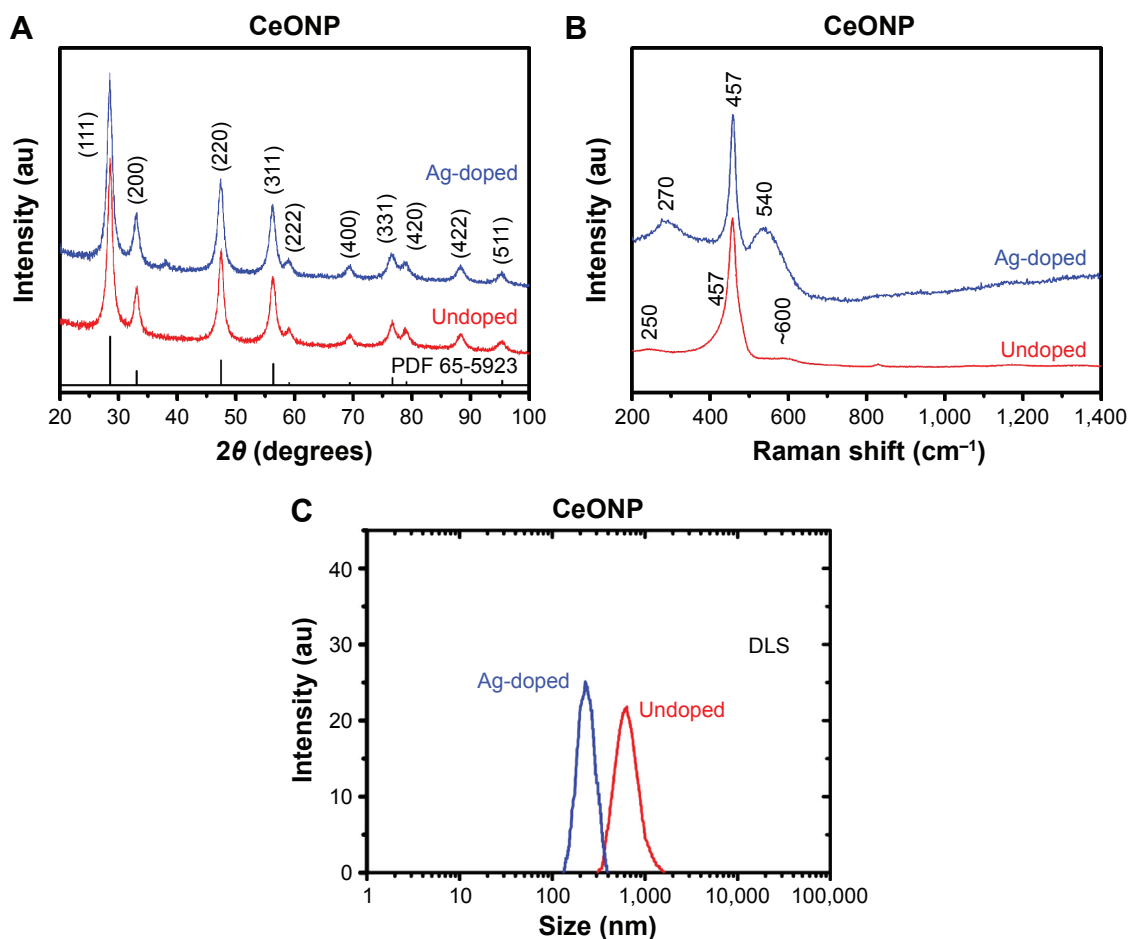 A
CeONP
Intensity (au)
(111)
(200)
(220)
(311)
(222)
(400)
(331)
(420)
(422)
(511)
Ag-doped
Undoped
PDF 65-5923
20 30 40 50 60 70 80 90 100
2θ (degrees)
B
CeONP
Intensity (au)
270
457
540
Ag-doped
250
457
~600
Undoped
200 400 600 800 1,000 1,200 1,400
Raman shift (cm⁻¹)
C
CeONP
Intensity (au)
40
30
20
10
0
DLS
Ag-doped
Undoped
1 10 100 1,000 10,000 100,000
Size (nm)